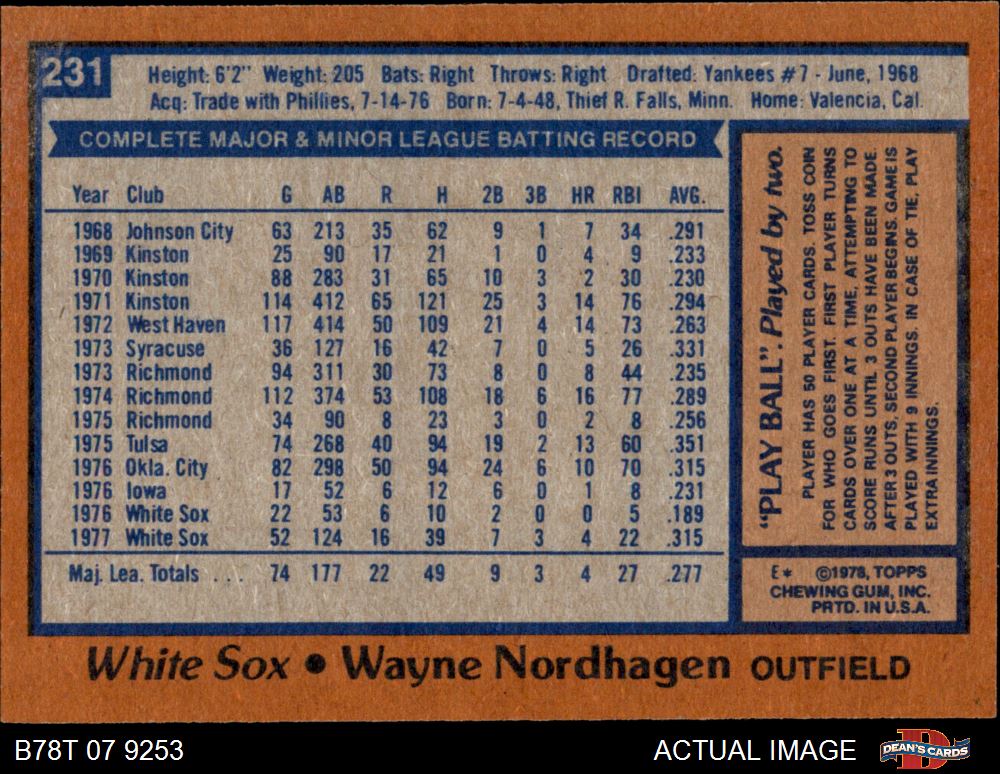 231
Height: 6'2" Weight: 205 Bats: Right Throws: Right Drafted: Yankees #7 - June, 1968
Acq: Trade with Phillies, 7-14-76 Born: 7-4-48, Thief R. Falls, Minn. Home: Valencia, Cal.
COMPLETE MAJOR & MINOR LEAGUE BATTING RECORD
Year Club G AB R H 2B 3B HR RBI AVG.
1968 Johnson City 63 213 35 62 9 1 7 34 .291
1969 Kinston 25 90 17 21 1 0 4 9 .233
1970 Kinston 88 283 31 65 10 3 2 30 .230
1971 Kinston 114 412 65 121 25 3 14 76 .294
1972 West Haven 117 414 50 109 21 4 14 73 .263
1973 Syracuse 36 127 16 42 7 0 5 26 .331
1973 Richmond 94 311 30 73 8 0 8 44 .235
1974 Richmond 112 374 53 108 18 6 16 77 .289
1975 Richmond 34 90 8 23 3 0 2 8 .256
1975 Tulsa 74 268 40 94 19 2 13 60 .351
1976 Okla. City 82 298 50 94 24 6 10 70 .315
1976 Iowa 17 52 6 12 6 0 1 8 .231
1976 White Sox 22 53 6 10 2 0 0 5 .189
1977 White Sox 52 124 16 39 7 3 4 22 .315
Maj. Lea. Totals . . . 74 177 22 49 9 3 4 27 .277
"PLAY BALL". Played by two.
PLAYER HAS 50 PLAYER CARDS. TOSS COIN
FOR WHO GOES FIRST. FIRST PLAYER TURNS
CARDS OVER ONE AT A TIME, ATTEMPTING TO
SCORE RUNS UNTIL 3 OUTS HAVE BEEN MADE.
AFTER 3 OUTS, SECOND PLAYER BEGINS. GAME IS
PLAYED WITH 9 INNINGS. IN CASE OF TIE, PLAY
EXTRA INNINGS.
E* ©1978, TOPPS
CHEWING GUM, INC.
PRTD. IN U.S.A.
White Sox • Wayne Nordhagen OUTFIELD
B78T 07 9253
ACTUAL IMAGE
DEAN'S CARDS